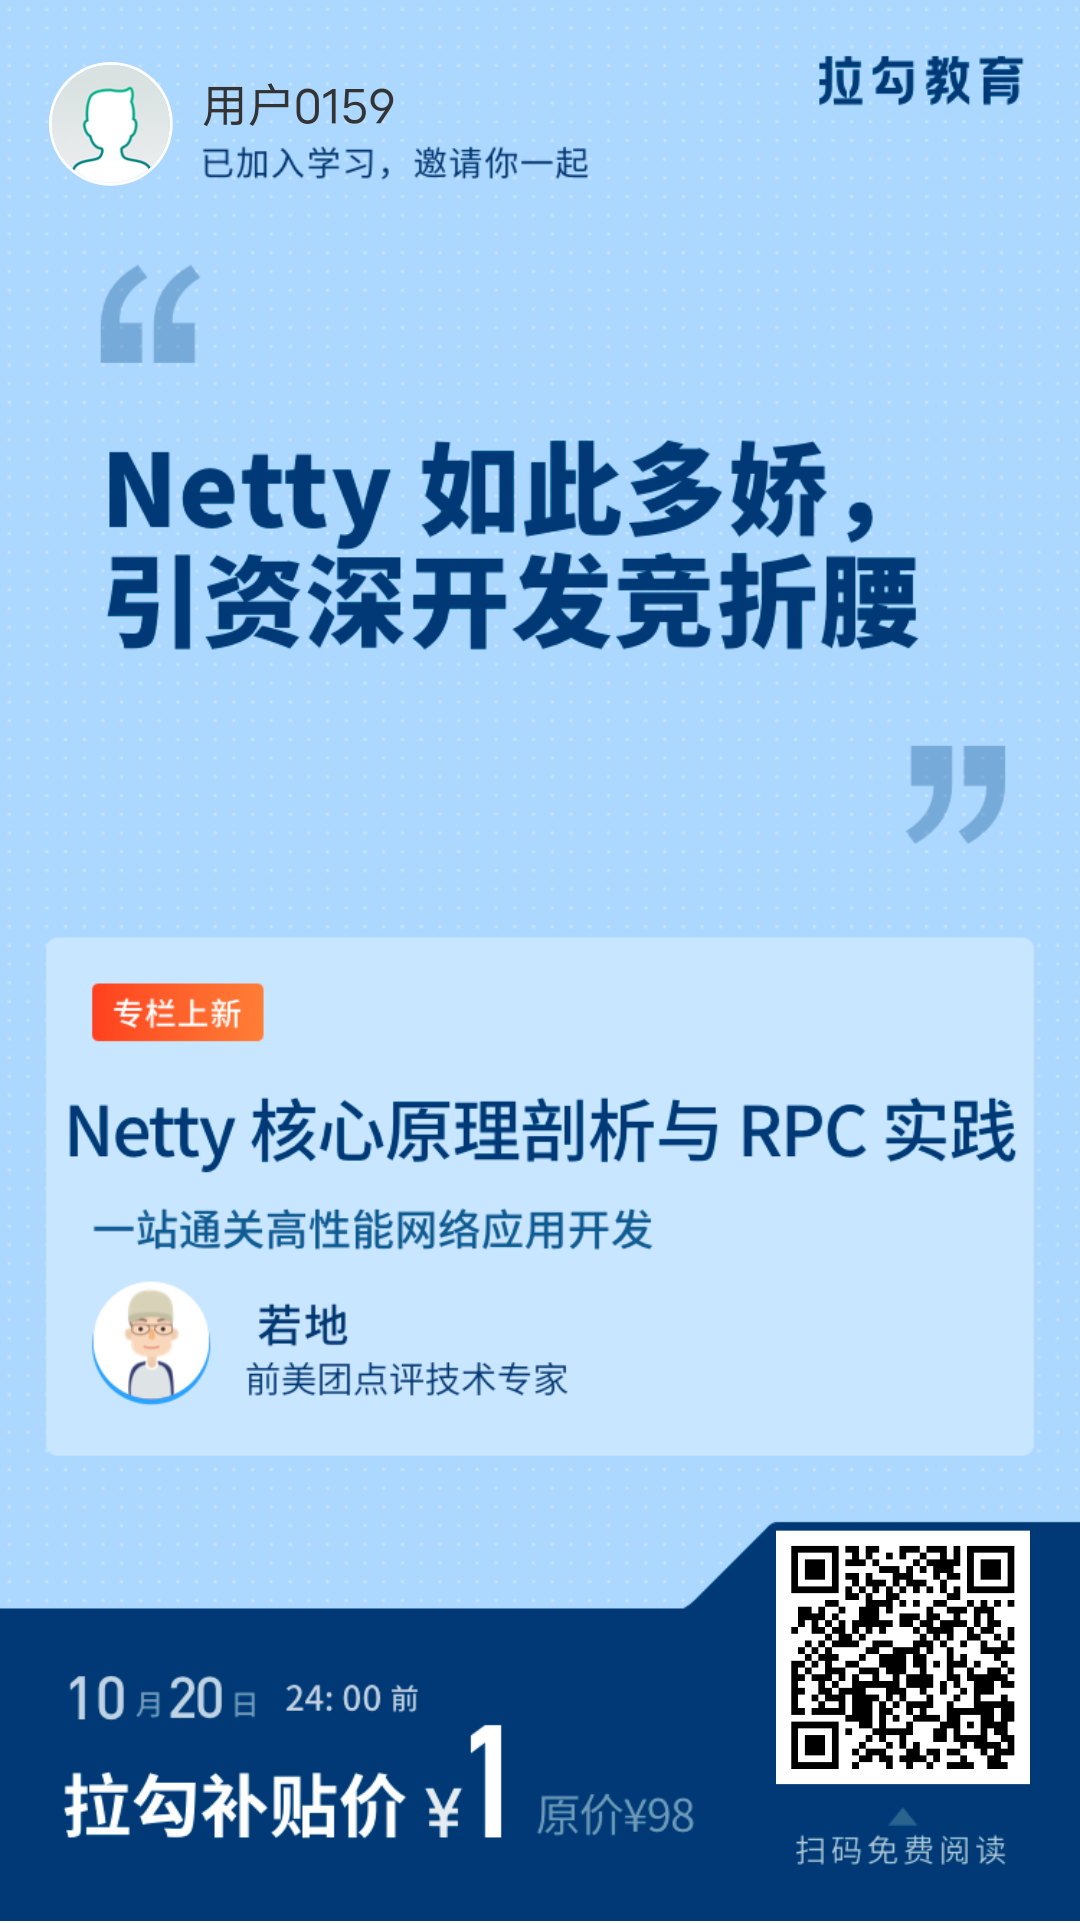 拉勾教育
用户0159
已加入学习，邀请你一起
“
Netty 如此多娇，
引资深开发竞折腰
”
专栏上新
Netty 核心原理剖析与 RPC 实践
一站通关高性能网络应用开发
若地
前美团点评技术专家
10月20日 24: 00 前
拉勾补贴价 ¥1 原价¥98
扫码免费阅读